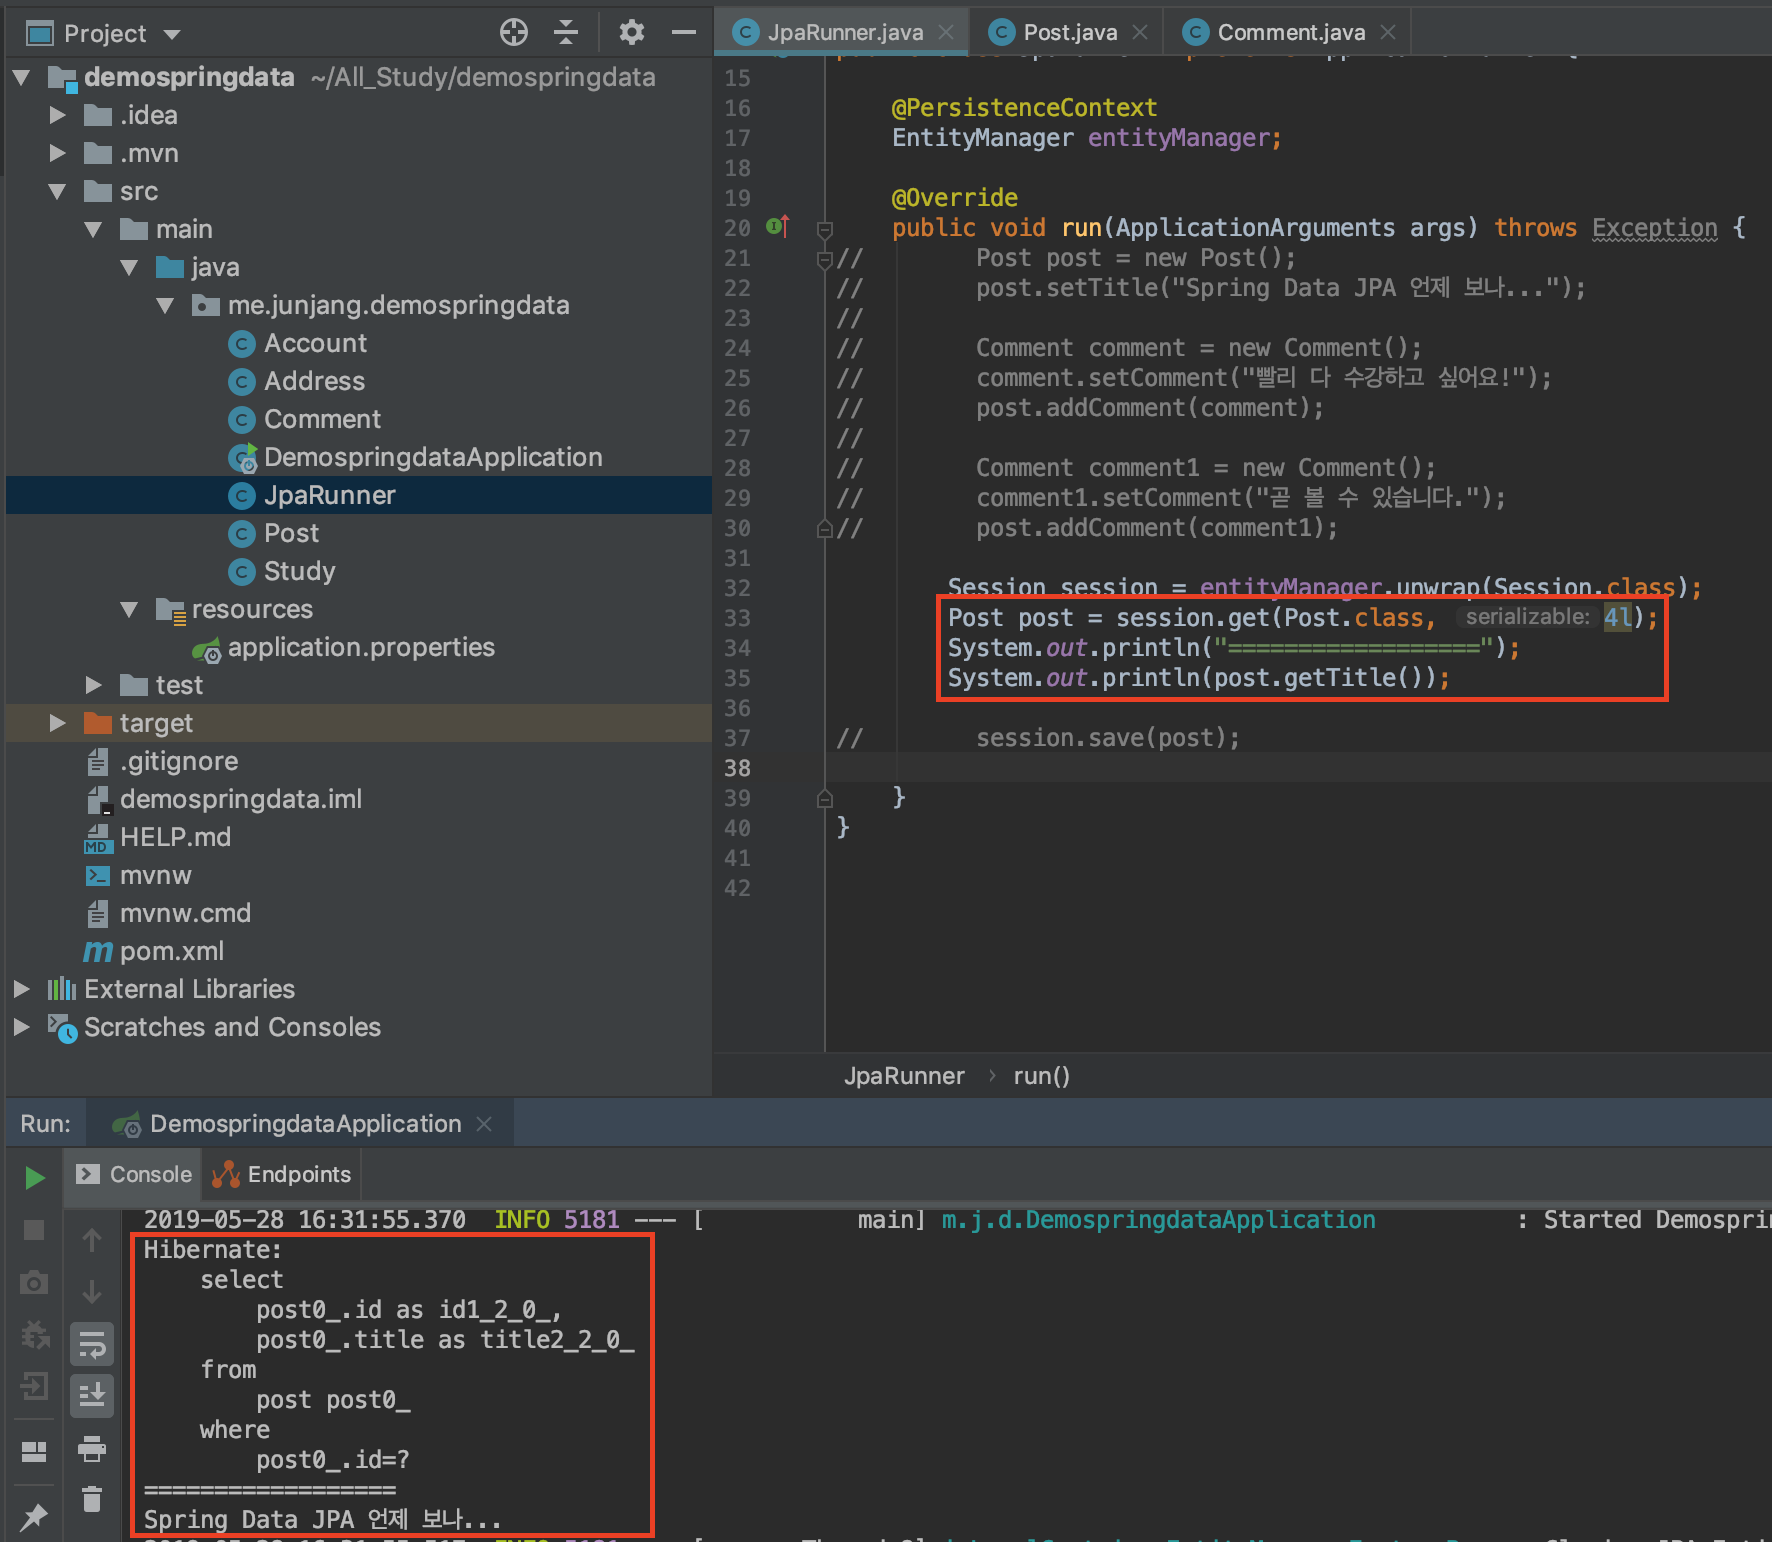 Project
demospringdata ~/All_Study/demospringdata
.idea
.mvn
src
main
java
me.junjang.demospringdata
Account
Address
Comment
DemospringdataApplication
JpaRunner
Post
Study
resources
application.properties
test
target
.gitignore
demospringdata.iml
HELP.md
mvnw
mvnw.cmd
pom.xml
External Libraries
Scratches and Consoles
JpaRunner.java Post.java Comment.java
15
16 @PersistenceContext
17 EntityManager entityManager;
18
19 @Override
20 public void run(ApplicationArguments args) throws Exception {
21 // Post post = new Post();
22 // post.setTitle("Spring Data JPA 언제 보나...");
23 //
24 // Comment comment = new Comment();
25 // comment.setComment("빨리 다 수강하고 싶어요!");
26 // post.addComment(comment);
27 //
28 // Comment comment1 = new Comment();
29 // comment1.setComment("곧 볼 수 있습니다.");
30 // post.addComment(comment1);
31
32 Session session = entityManager.unwrap(Session.class);
33 Post post = session.get(Post.class, serializable: 4l);
34 System.out.println("==================");
35 System.out.println(post.getTitle());
36
37 // session.save(post);
38
39 }
40 }
41
42
JpaRunner › run()
Run: DemospringdataApplication
Console Endpoints
2019-05-28 16:31:55.370 INFO 5181 --- [ main] m.j.d.DemospringdataApplication : Started Demospri
Hibernate:
select
post0_.id as id1_2_0_,
post0_.title as title2_2_0_
from
post post0_
where
post0_.id=?
==================
Spring Data JPA 언제 보나...